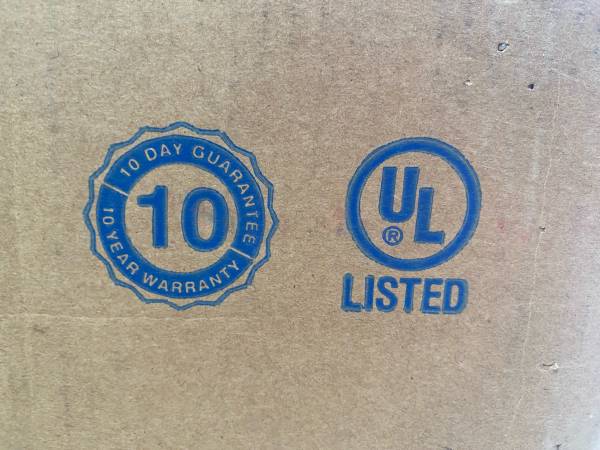 10 DAY GUARANTEE
10
10 YEAR WARRANTY
UL
®
LISTED